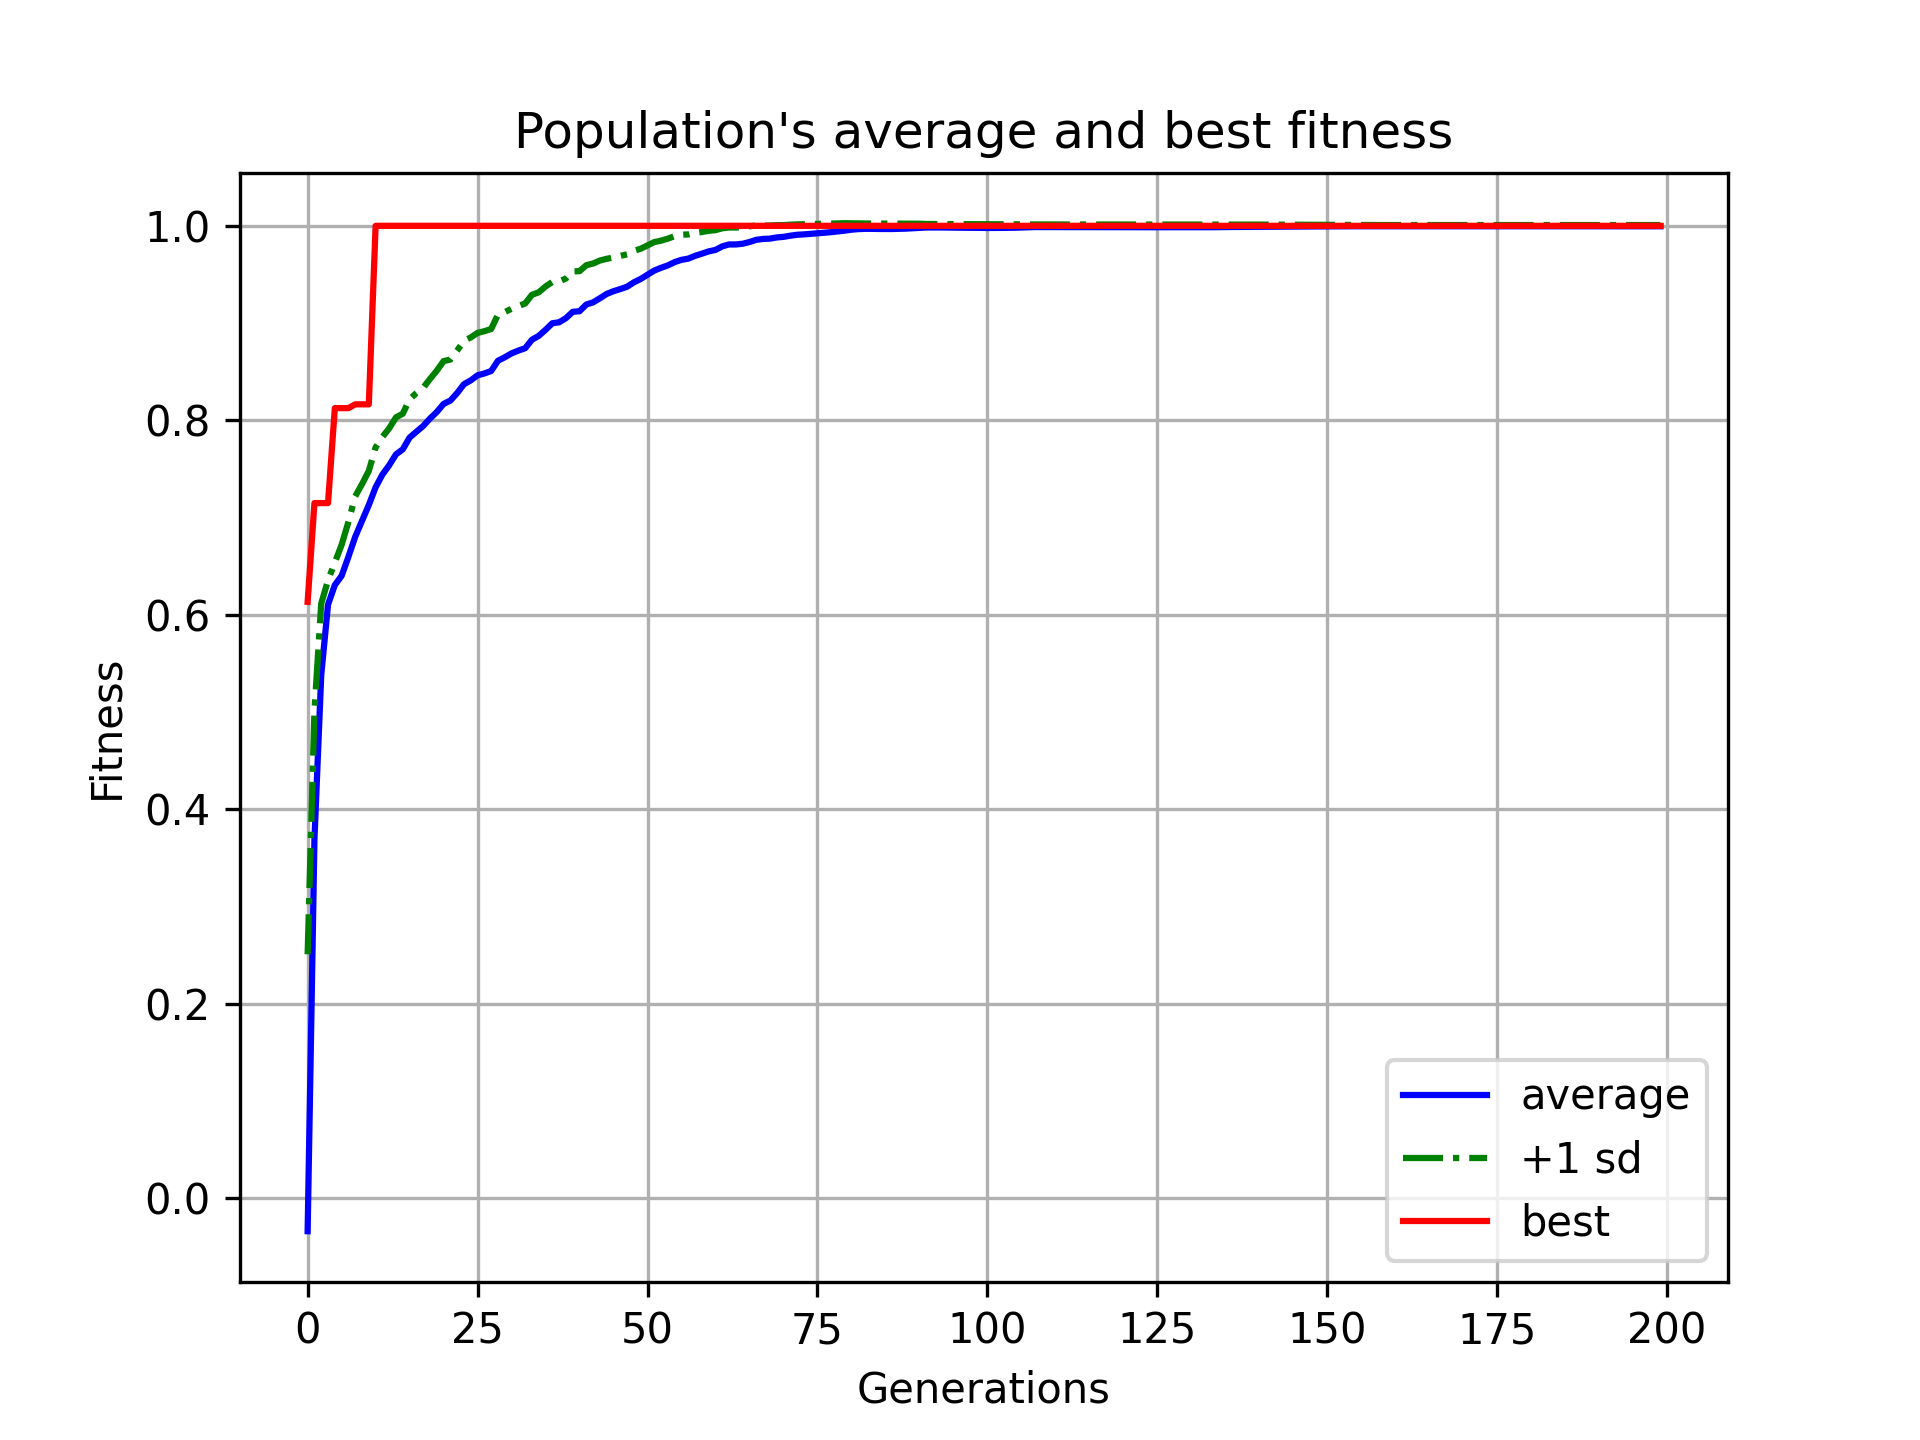 Population's average and best fitness
1.0
0.8
0.6
0.4
0.2
0.0
Fitness
0 25 50 75 100 125 150 175 200
Generations
average
+1 sd
best